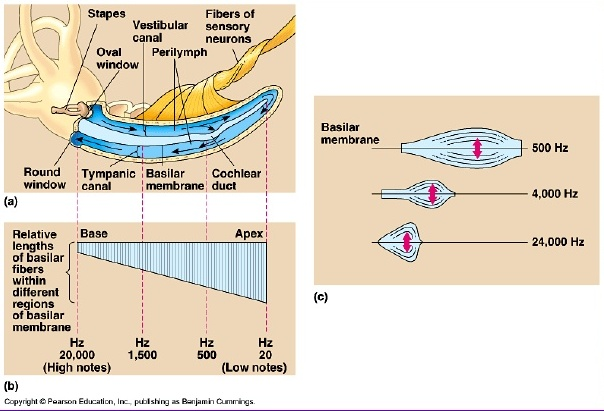 Stapes
Vestibular
canal
Fibers of
sensory
neurons
Oval
window
Perilymph
Round
window
Tympanic
canal
Basilar
membrane
Cochlear
duct
(a)
Relative
lengths
of basilar
fibers
within
different
regions
of basilar
membrane
Base
Apex
Hz
20,000
(High notes)
Hz
1,500
Hz
500
Hz
20
(Low notes)
(b)
Basilar
membrane
500 Hz
4,000 Hz
24,000 Hz
(c)
Copyright © Pearson Education, Inc., publishing as Benjamin Cummings.